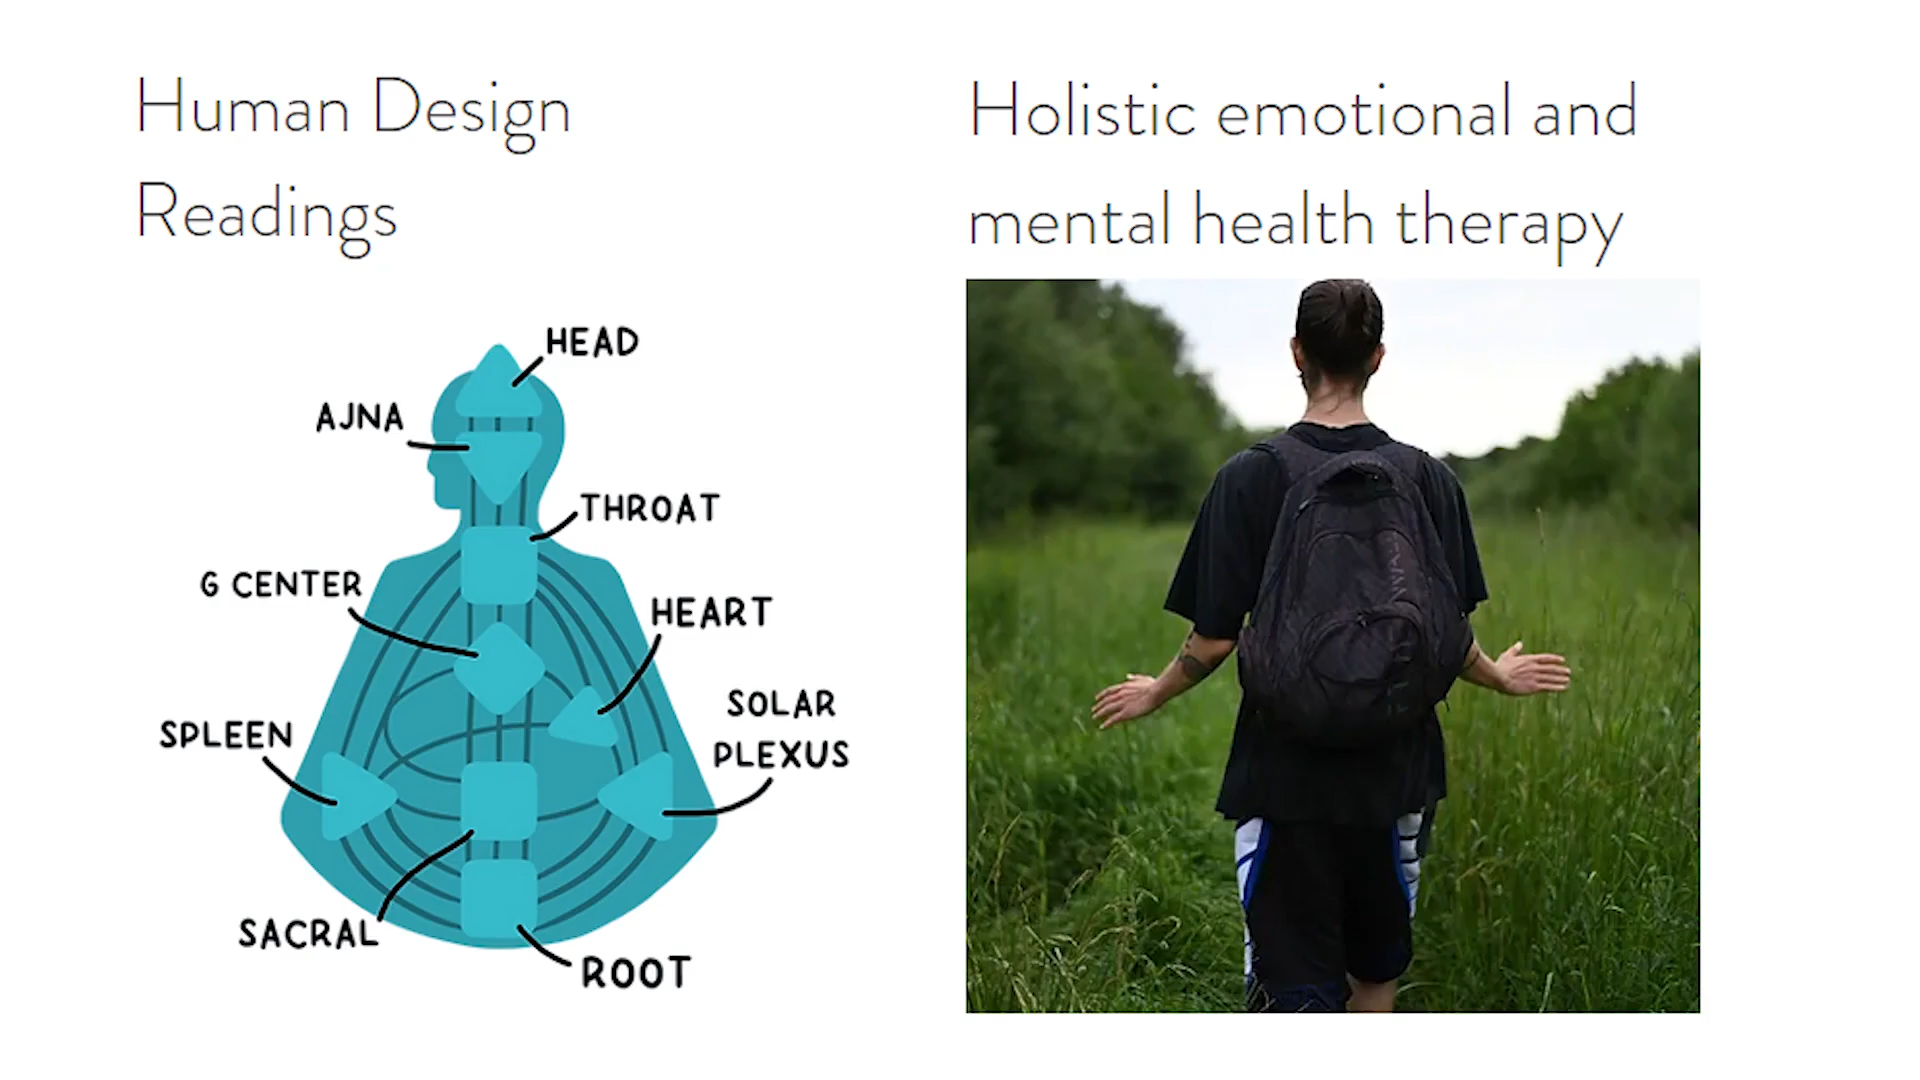 Human Design
Readings
HEAD
AJNA
THROAT
G CENTER
HEART
SOLAR
PLEXUS
SPLEEN
SACRAL
ROOT
Holistic emotional and
mental health therapy